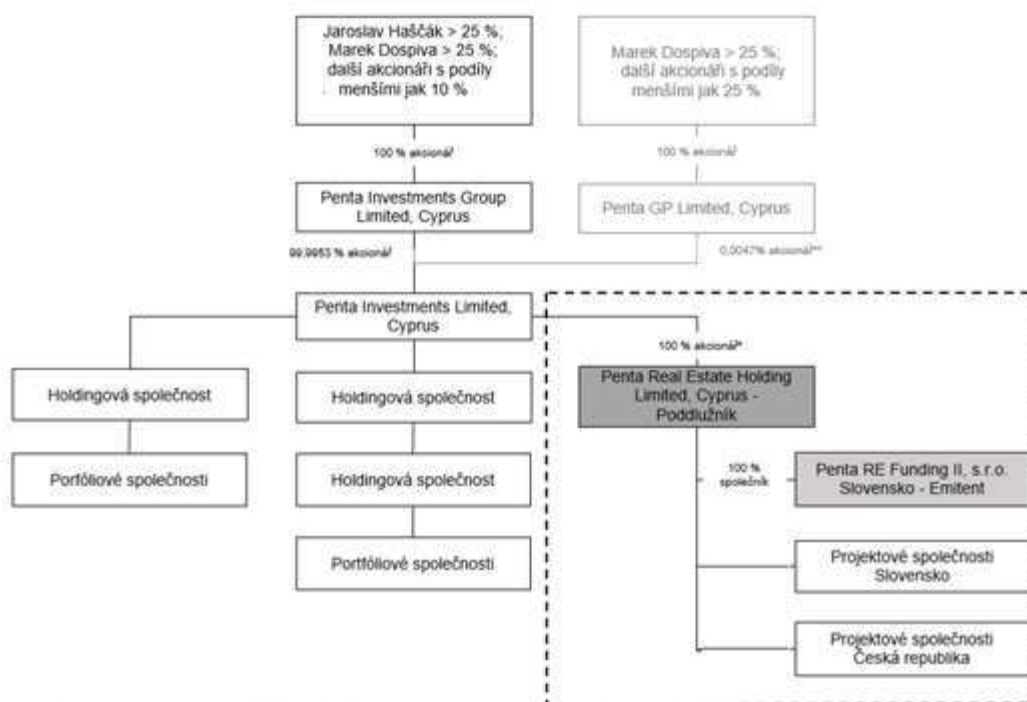 Jaroslav Haščák > 25 %;
Marek Dospiva > 25 %;
další akcionáři s podíly
menšími jak 10 %
Marek Dospiva > 25 %;
další akcionáři s podíly
menšími jak 25 %
100 % akcionář
100 % akcionář
Penta Investments Group
Limited, Cyprus
Penta GP Limited, Cyprus
99,9953 % akcionář
0,0047% akcionář**
Penta Investments Limited,
Cyprus
100 % akcionář*
Holdingová společnost
Holdingová společnost
Penta Real Estate Holding
Limited, Cyprus -
Poddlužník
Porfóliové společnosti
Holdingová společnost
100 %
společník
Penta RE Funding II, s.r.o.
Slovensko - Emitent
Portfóliové společnosti
Projektové společnosti
Slovensko
Projektové společnosti
Česká republika